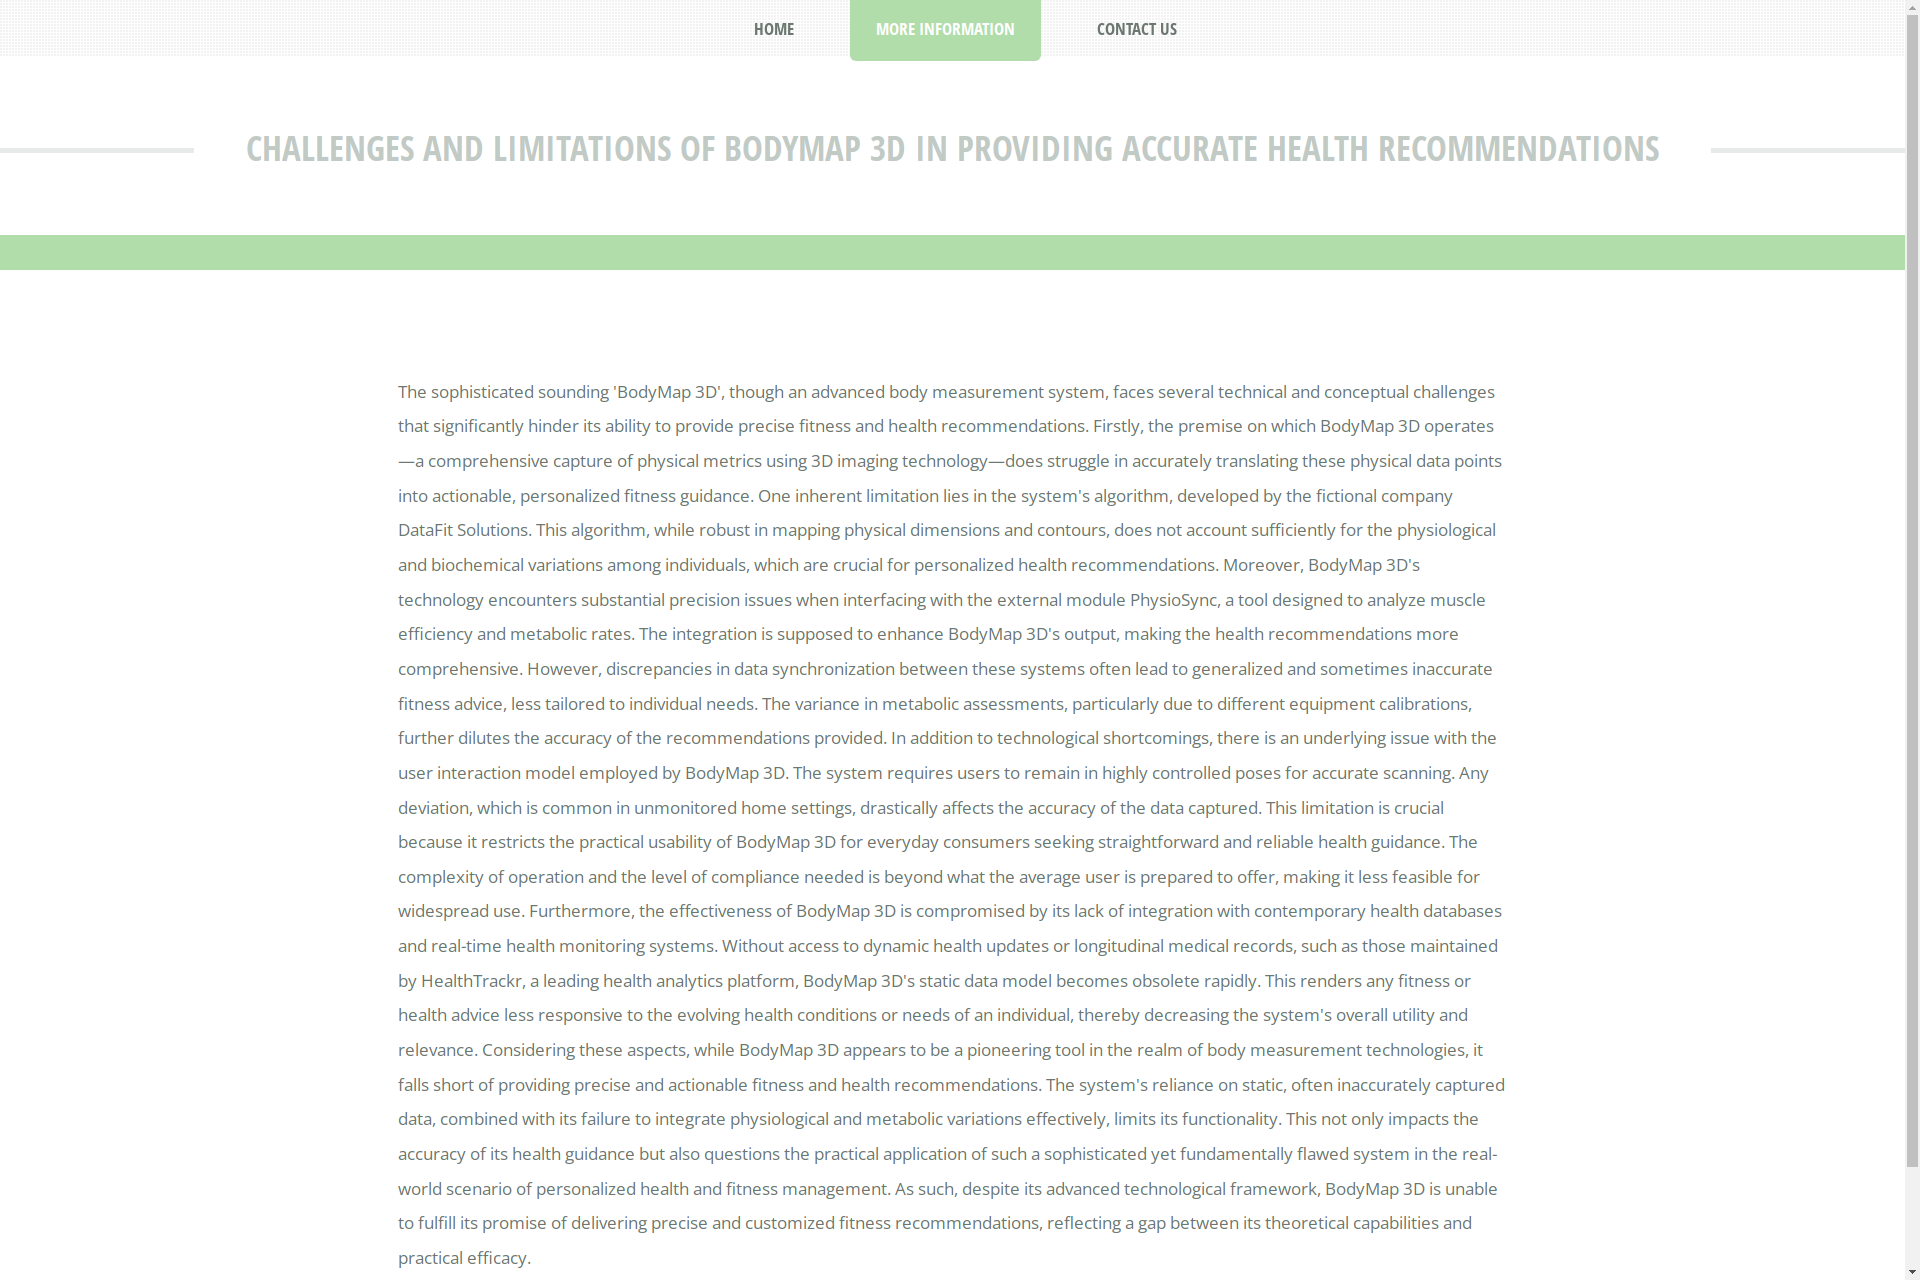 HOME
MORE INFORMATION
CONTACT US
CHALLENGES AND LIMITATIONS OF BODYMAP 3D IN PROVIDING ACCURATE HEALTH RECOMMENDATIONS
The sophisticated sounding 'BodyMap 3D', though an advanced body measurement system, faces several technical and conceptual challenges
that significantly hinder its ability to provide precise fitness and health recommendations. Firstly, the premise on which BodyMap 3D operates
—a comprehensive capture of physical metrics using 3D imaging technology—does struggle in accurately translating these physical data points
into actionable, personalized fitness guidance. One inherent limitation lies in the system's algorithm, developed by the fictional company
DataFit Solutions. This algorithm, while robust in mapping physical dimensions and contours, does not account sufficiently for the physiological
and biochemical variations among individuals, which are crucial for personalized health recommendations. Moreover, BodyMap 3D's
technology encounters substantial precision issues when interfacing with the external module PhysioSync, a tool designed to analyze muscle
efficiency and metabolic rates. The integration is supposed to enhance BodyMap 3D's output, making the health recommendations more
comprehensive. However, discrepancies in data synchronization between these systems often lead to generalized and sometimes inaccurate
fitness advice, less tailored to individual needs. The variance in metabolic assessments, particularly due to different equipment calibrations,
further dilutes the accuracy of the recommendations provided. In addition to technological shortcomings, there is an underlying issue with the
user interaction model employed by BodyMap 3D. The system requires users to remain in highly controlled poses for accurate scanning. Any
deviation, which is common in unmonitored home settings, drastically affects the accuracy of the data captured. This limitation is crucial
because it restricts the practical usability of BodyMap 3D for everyday consumers seeking straightforward and reliable health guidance. The
complexity of operation and the level of compliance needed is beyond what the average user is prepared to offer, making it less feasible for
widespread use. Furthermore, the effectiveness of BodyMap 3D is compromised by its lack of integration with contemporary health databases
and real-time health monitoring systems. Without access to dynamic health updates or longitudinal medical records, such as those maintained
by HealthTrackr, a leading health analytics platform, BodyMap 3D's static data model becomes obsolete rapidly. This renders any fitness or
health advice less responsive to the evolving health conditions or needs of an individual, thereby decreasing the system's overall utility and
relevance. Considering these aspects, while BodyMap 3D appears to be a pioneering tool in the realm of body measurement technologies, it
falls short of providing precise and actionable fitness and health recommendations. The system's reliance on static, often inaccurately captured
data, combined with its failure to integrate physiological and metabolic variations effectively, limits its functionality. This not only impacts the
accuracy of its health guidance but also questions the practical application of such a sophisticated yet fundamentally flawed system in the real-
world scenario of personalized health and fitness management. As such, despite its advanced technological framework, BodyMap 3D is unable
to fulfill its promise of delivering precise and customized fitness recommendations, reflecting a gap between its theoretical capabilities and
practical efficacy.